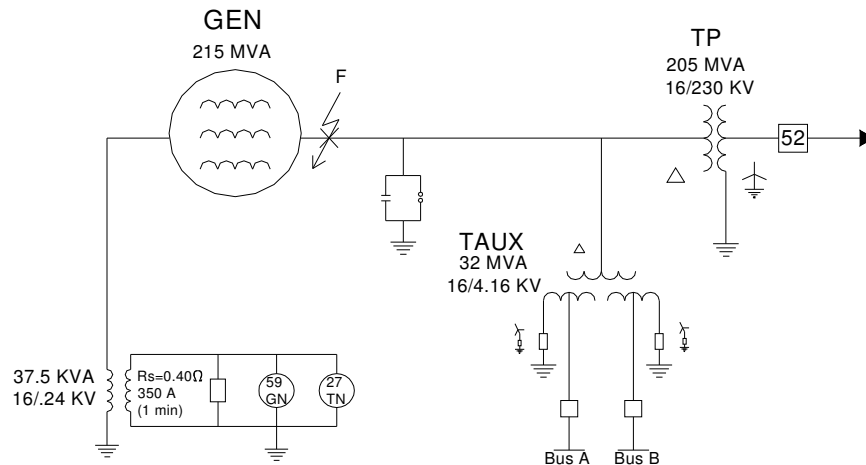 GEN
215 MVA
F
TP
205 MVA
16/230 KV
52
TAUX
32 MVA
16/4.16 KV
37.5 KVA
16/.24 KV
Rs=0.40Ω
350 A
(1 min)
59
GN
27
TN
Bus A
Bus B